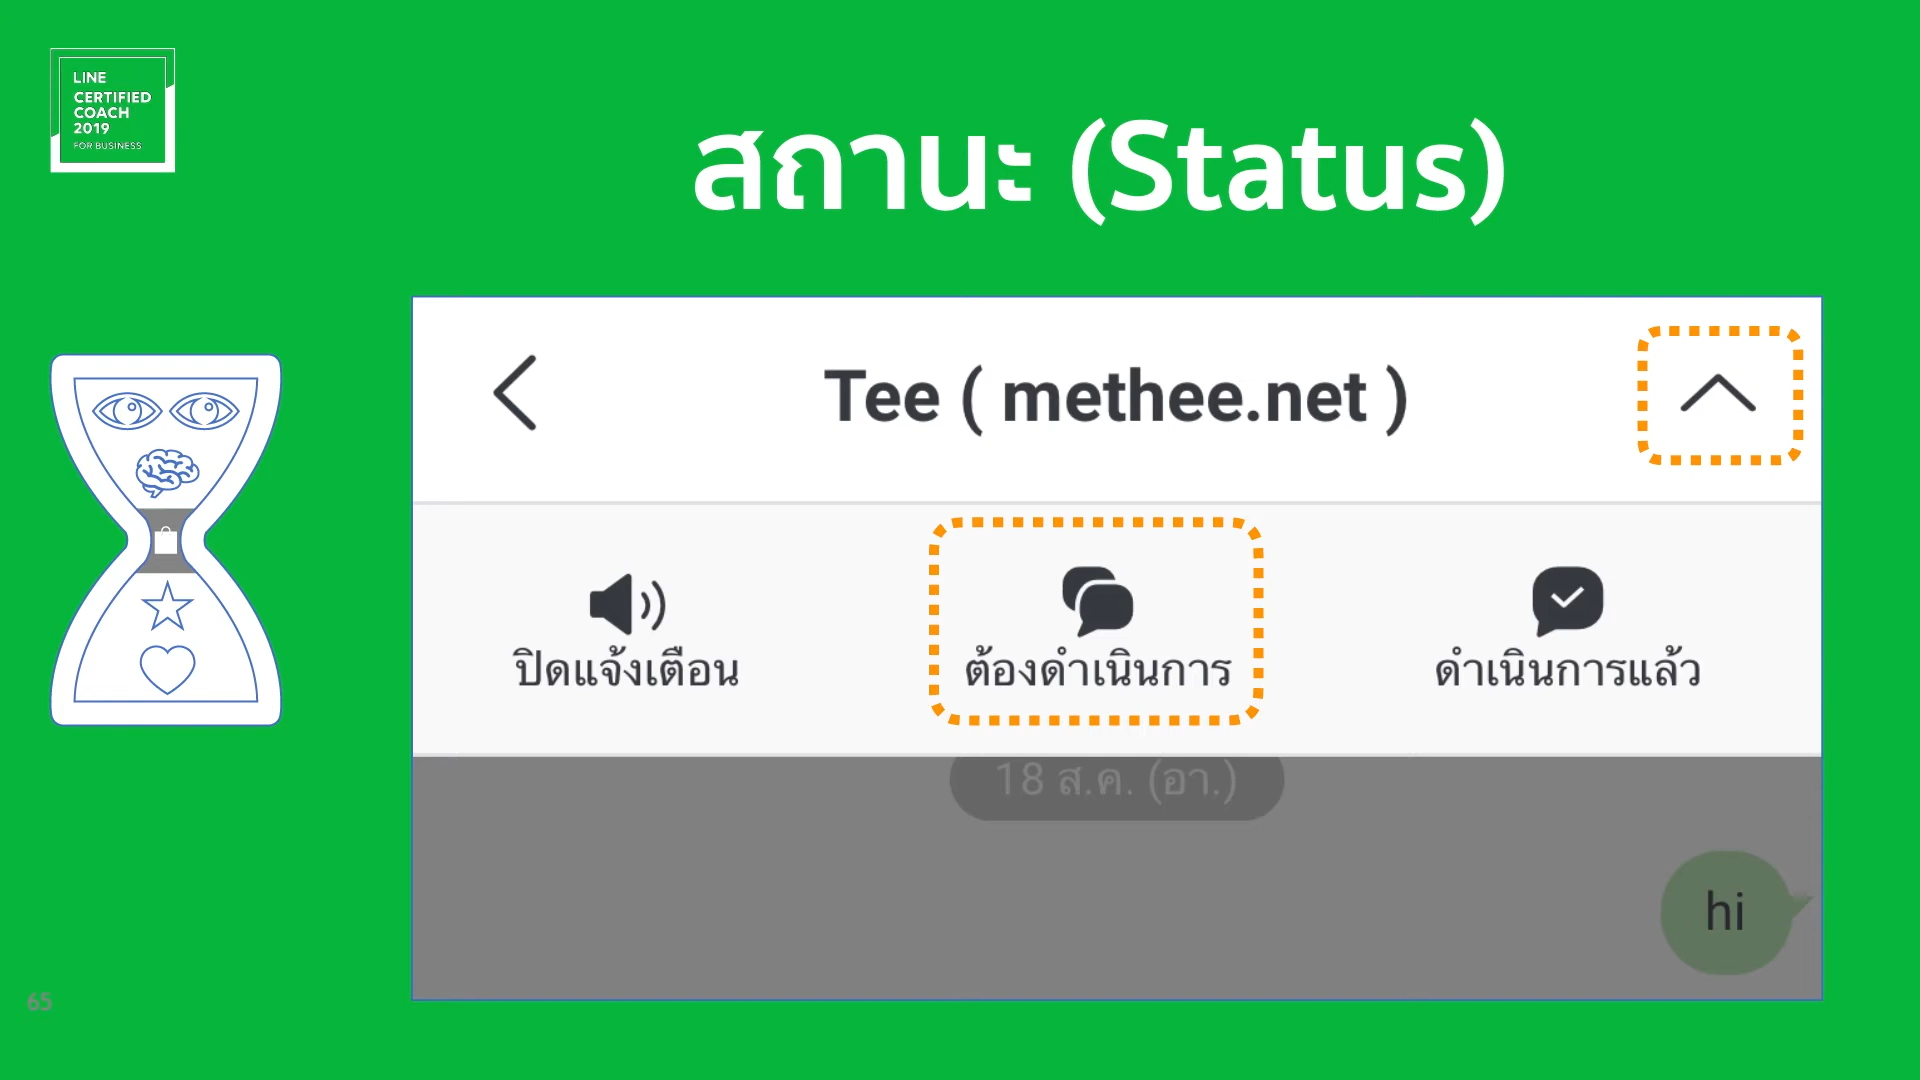 LINE
CERTIFIED
COACH
2019
FOR BUSINESS
สถานะ (Status)
Tee ( methee.net )
ปิดแจ้งเตือน
ต้องดำเนินการ
ดำเนินการแล้ว
18 ส.ค. (อา.)
hi
65